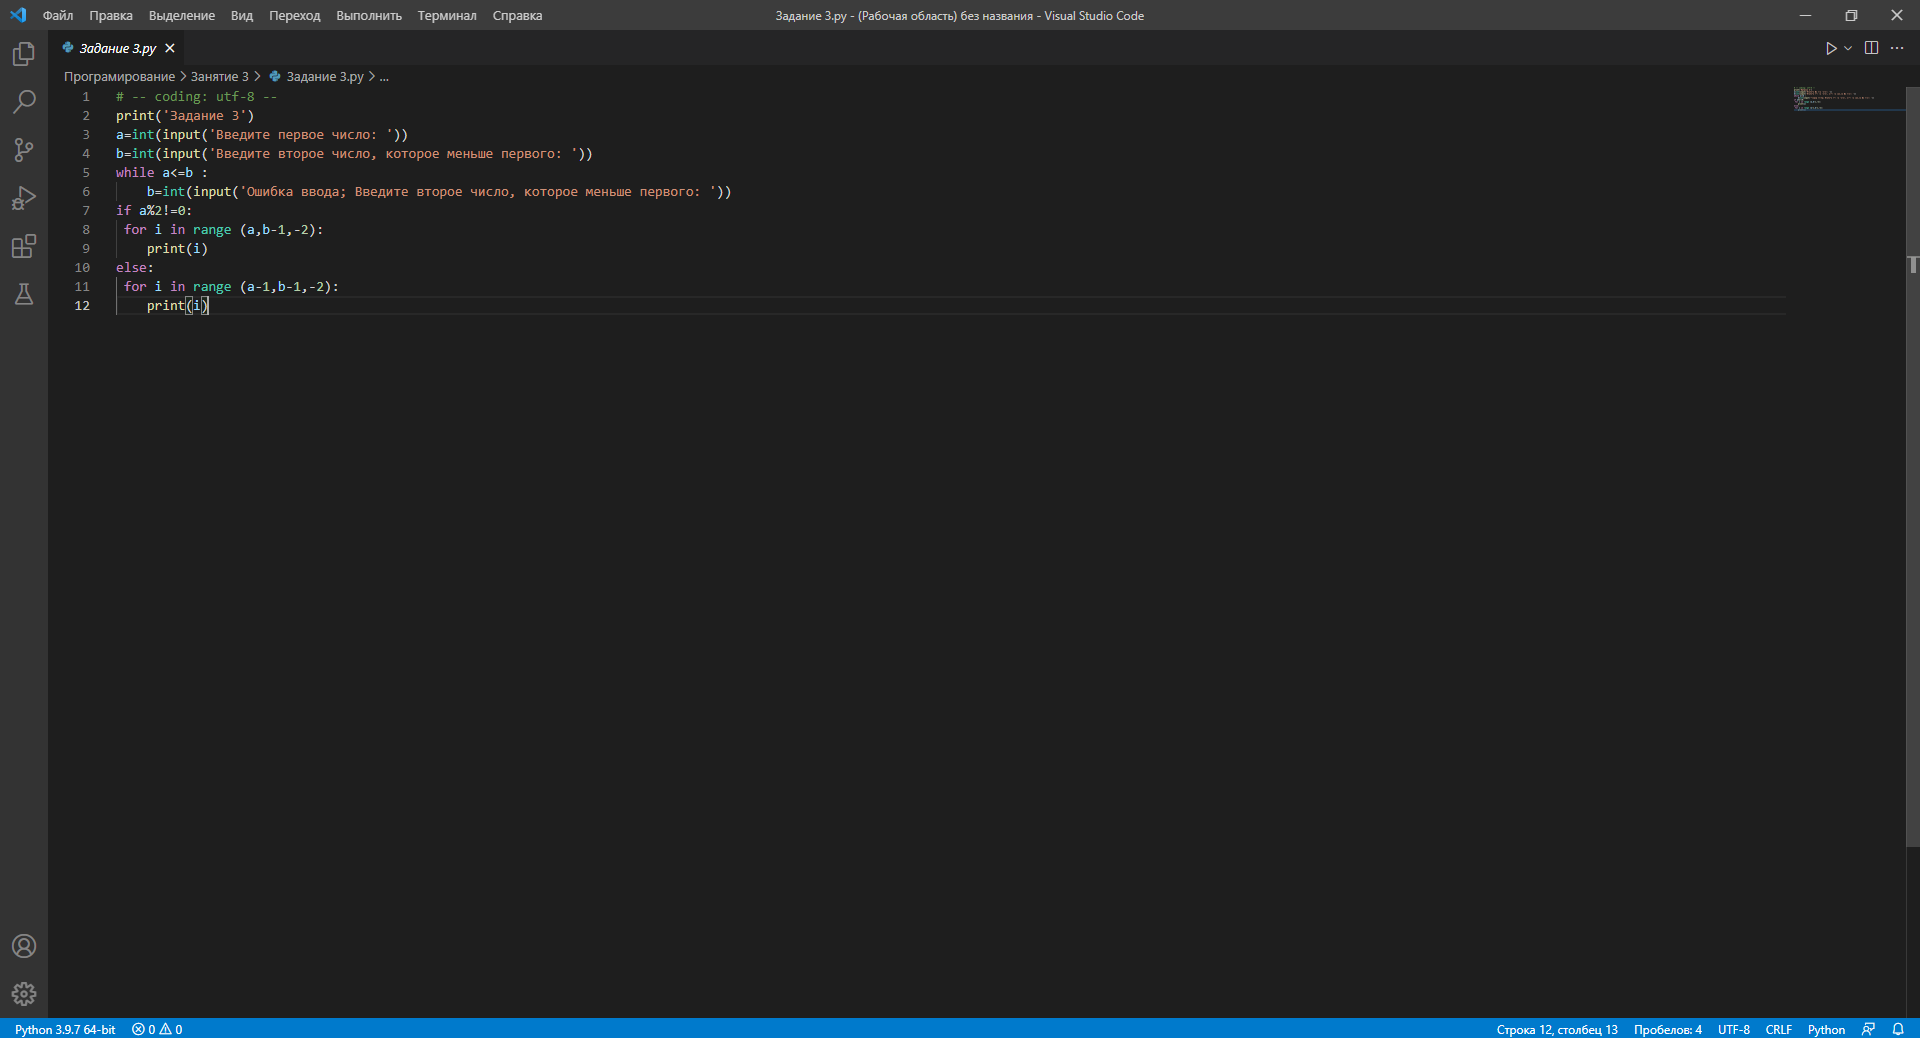 Файл Правка Выделение Вид Переход Выполнить Терминал Справка
Задание 3.py - (Рабочая область) без названия - Visual Studio Code
Задание 3.py
Програмирование > Занятие 3 > Задание 3.py > ...
1 # -- coding: utf-8 --
2 print('Задание 3')
3 a=int(input('Введите первое число: '))
4 b=int(input('Введите второе число, которое меньше первого: '))
5 while a<=b :
6     b=int(input('Ошибка ввода; Введите второе число, которое меньше первого: '))
7 if a%2!=0:
8  for i in range (a,b-1,-2):
9     print(i)
10 else:
11  for i in range (a-1,b-1,-2):
12     print(i)
Python 3.9.7 64-bit 0 0 Строка 12, столбец 13 Пробелов: 4 UTF-8 CRLF Python